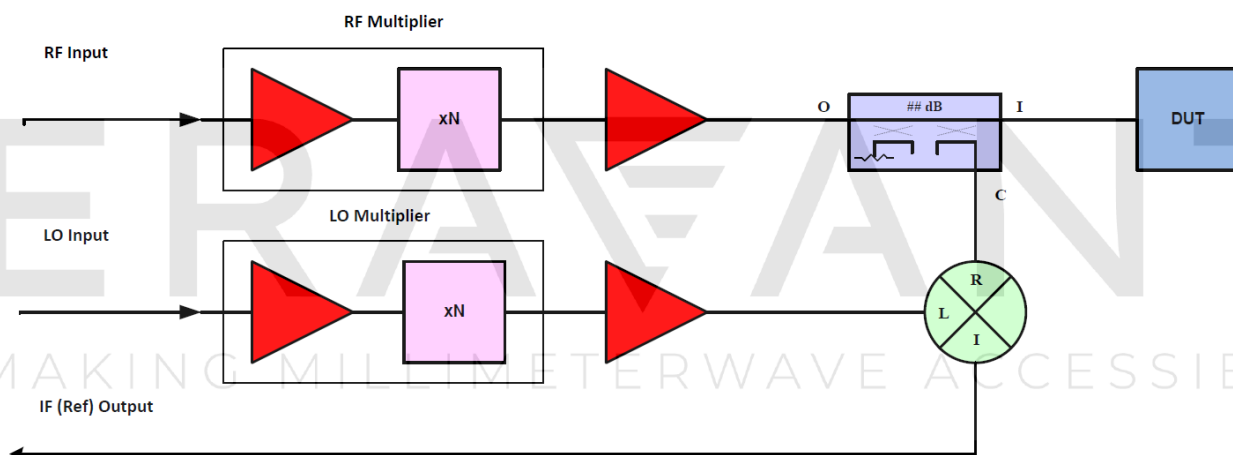 RF Multiplier
RF Input
xN
O
## dB
I
DUT
C
LO Multiplier
LO Input
xN
R
L
I
IF (Ref) Output
ERAVANT
MAKING MILLIMETERWAVE ACCESSIB